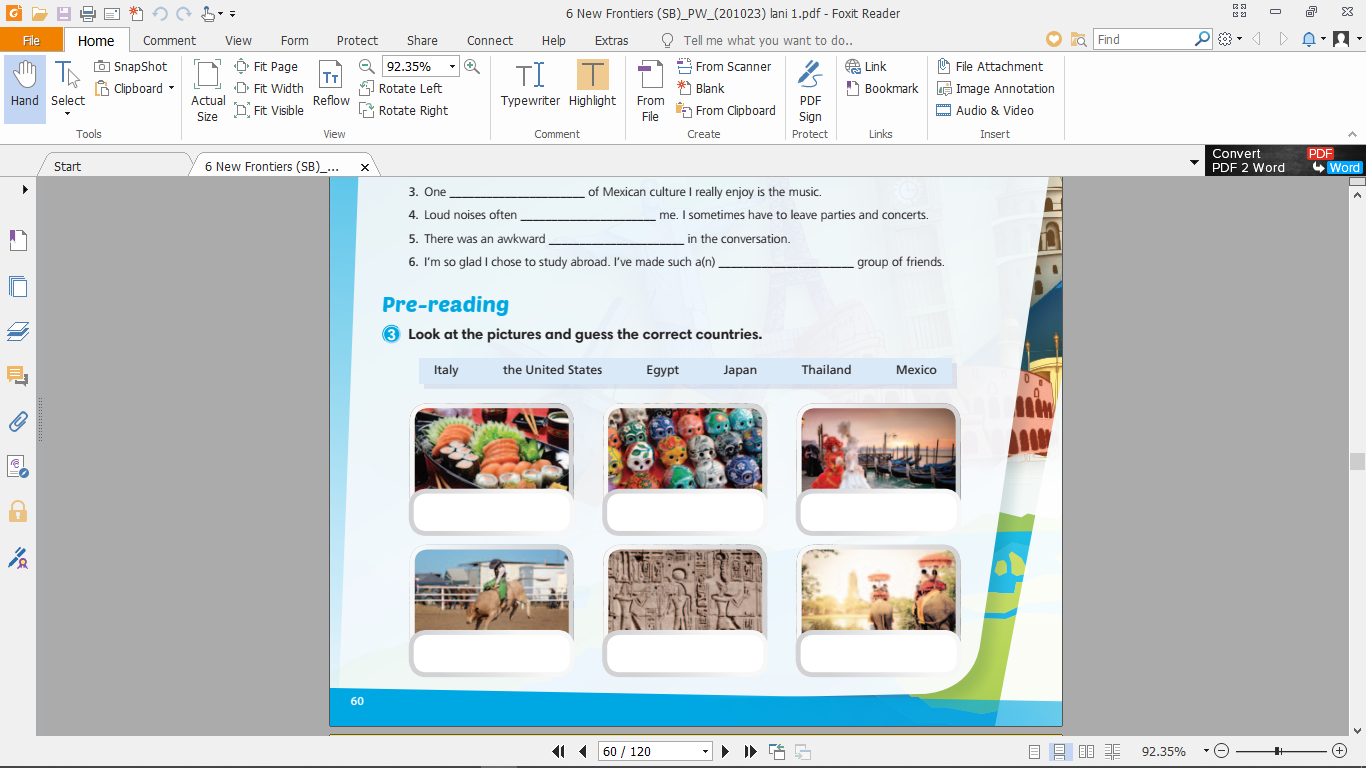 6 New Frontiers (SB)_PW_(201023) lani 1.pdf - Foxit Reader
File Home Comment View Form Protect Share Connect Help Extras Tell me what you want to do.. Find
Hand
Select
SnapShot
Clipboard
Tools
Actual Size
Fit Page
Fit Width
Fit Visible
Reflow
92.35%
Rotate Left
Rotate Right
View
Typewriter
Highlight
Comment
From File
From Scanner
Blank
From Clipboard
Create
PDF Sign
Protect
Link
Bookmark
Links
File Attachment
Image Annotation
Audio & Video
Insert
Start
6 New Frontiers (SB)_...
Convert PDF
PDF 2 Word Word
3. One ______________________ of Mexican culture I really enjoy is the music.
4. Loud noises often ______________________ me. I sometimes have to leave parties and concerts.
5. There was an awkward ______________________ in the conversation.
6. I'm so glad I chose to study abroad. I've made such a(n) ______________________ group of friends.
Pre-reading
3 Look at the pictures and guess the correct countries.
Italy the United States Egypt Japan Thailand Mexico
60
60 / 120
92.35%